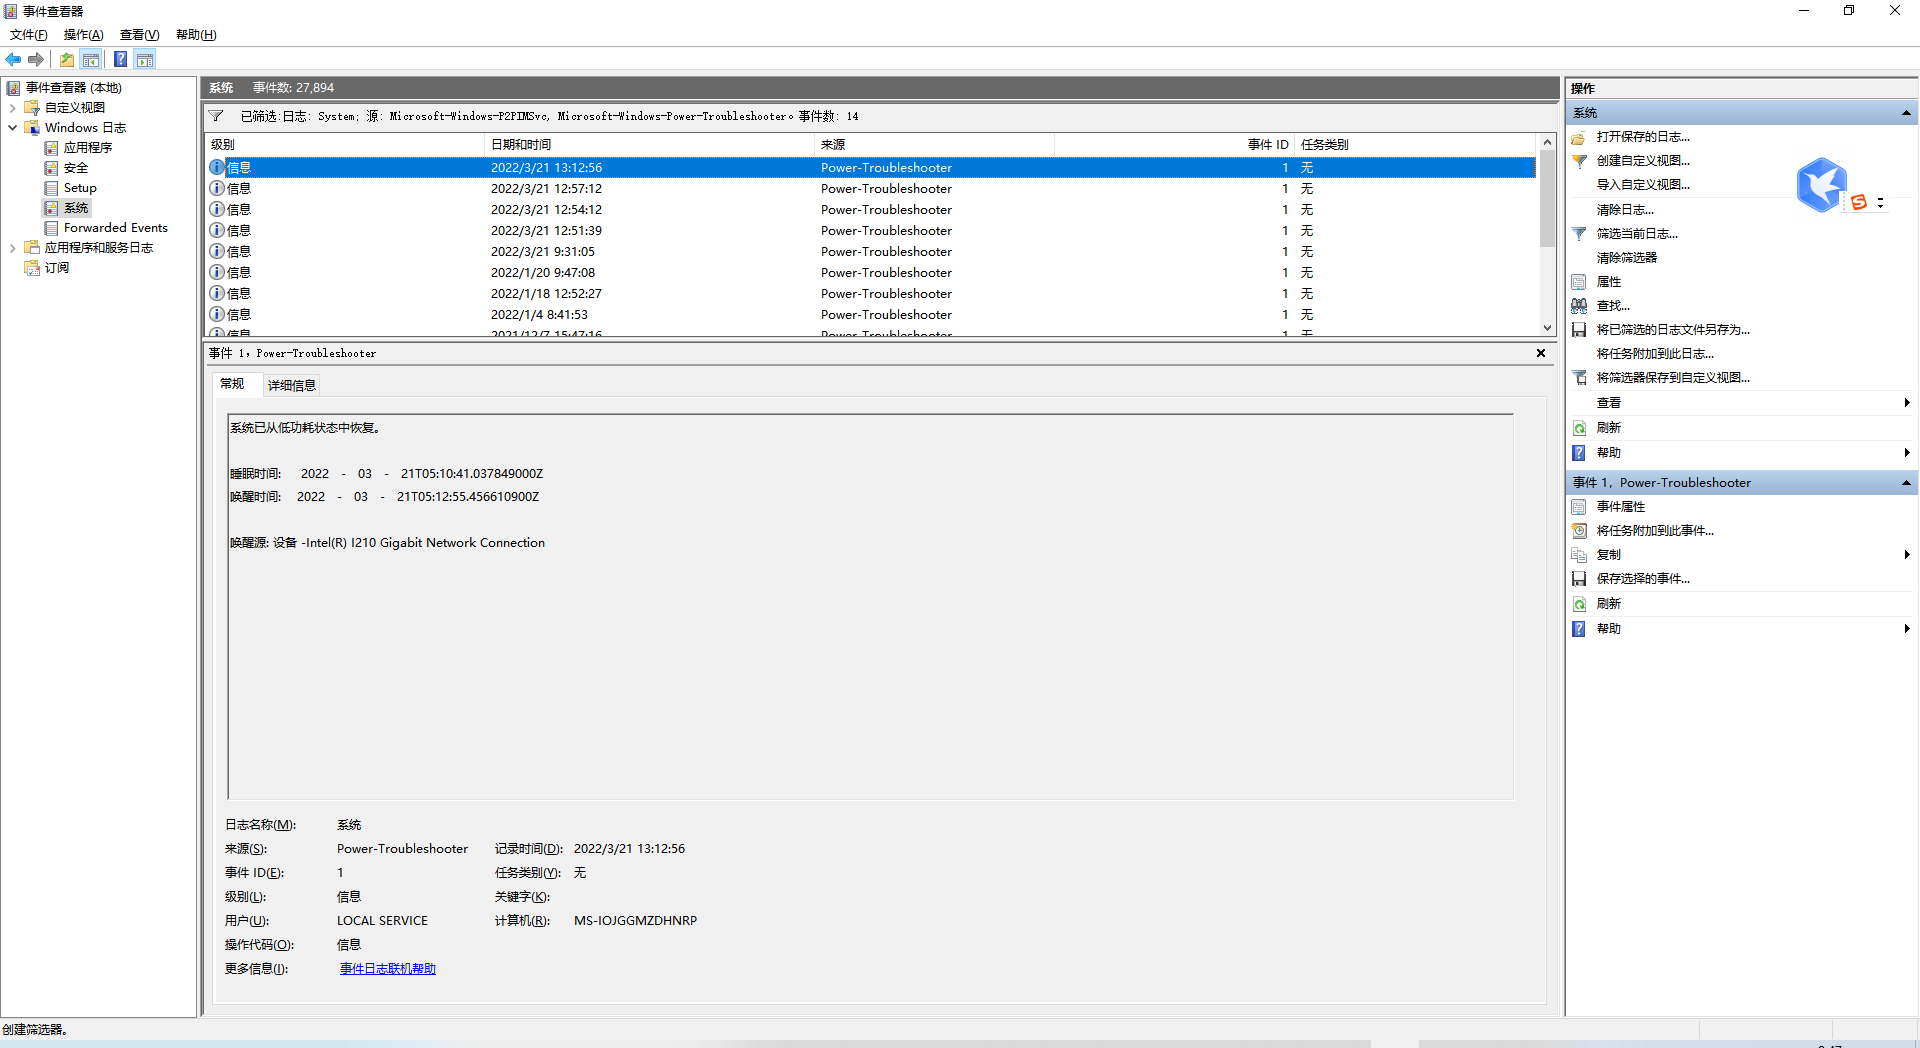 事件查看器
文件(F) 操作(A) 查看(V) 帮助(H)
事件查看器 (本地)
自定义视图
Windows 日志
应用程序
安全
Setup
系统
Forwarded Events
应用程序和服务日志
订阅
系统 事件数: 27,894
已筛选:日志: System; 源: Microsoft-Windows-P2PIMSvc, Microsoft-Windows-Power-Troubleshooter。事件数: 14
级别 日期和时间 来源 事件 ID 任务类别
信息 2022/3/21 13:12:56 Power-Troubleshooter 1 无
信息 2022/3/21 12:57:12 Power-Troubleshooter 1 无
信息 2022/3/21 12:54:12 Power-Troubleshooter 1 无
信息 2022/3/21 12:51:39 Power-Troubleshooter 1 无
信息 2022/3/21 9:31:05 Power-Troubleshooter 1 无
信息 2022/1/20 9:47:08 Power-Troubleshooter 1 无
信息 2022/1/18 12:52:27 Power-Troubleshooter 1 无
信息 2022/1/4 8:41:53 Power-Troubleshooter 1 无
信息 2021/12/7 15:47:16 Power-Troubleshooter 1 无
事件 1，Power-Troubleshooter
常规 详细信息
系统已从低功耗状态中恢复。
睡眠时间: 2022 - 03 - 21T05:10:41.037849000Z
唤醒时间: 2022 - 03 - 21T05:12:55.456610900Z
唤醒源: 设备 -Intel(R) I210 Gigabit Network Connection
日志名称(M): 系统
来源(S): Power-Troubleshooter 记录时间(D): 2022/3/21 13:12:56
事件 ID(E): 1 任务类别(Y): 无
级别(L): 信息 关键字(K):
用户(U): LOCAL SERVICE 计算机(R): MS-IOJGGMZDHNRP
操作代码(O): 信息
更多信息(I): 事件日志联机帮助
操作
系统
打开保存的日志...
创建自定义视图...
导入自定义视图...
清除日志...
筛选当前日志...
清除筛选器
属性
查找...
将已筛选的日志文件另存为...
将任务附加到此日志...
将筛选器保存到自定义视图...
查看
刷新
帮助
事件 1，Power-Troubleshooter
事件属性
将任务附加到此事件...
复制
保存选择的事件...
刷新
帮助
创建筛选器。